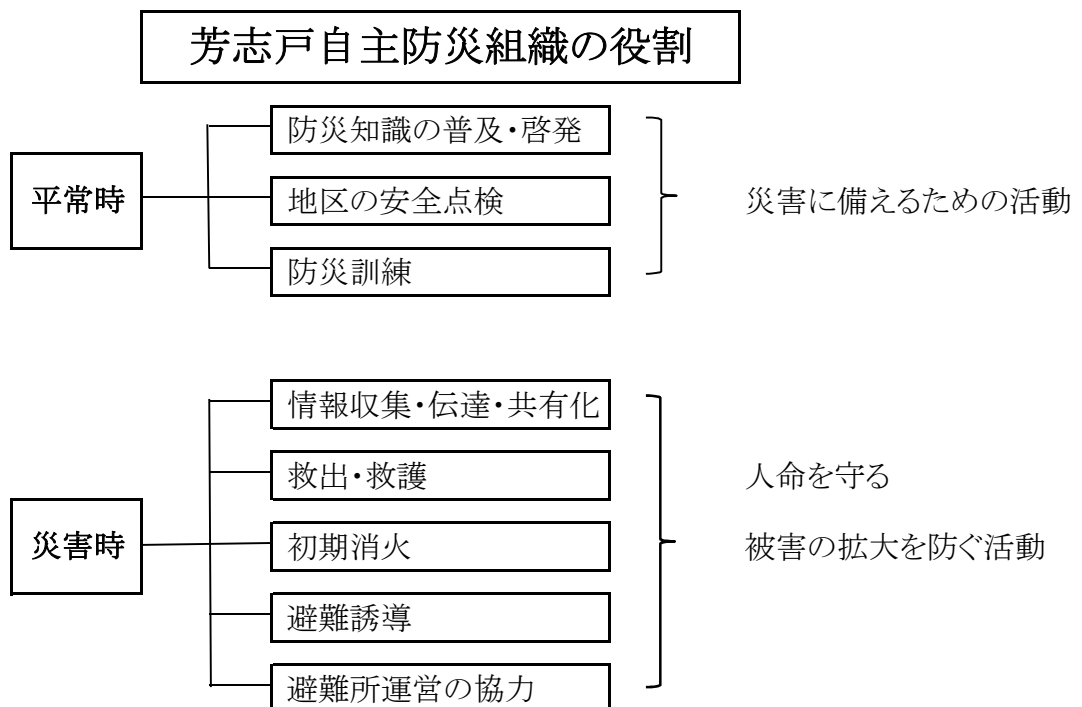 芳志戸自主防災組織の役割
防災知識の普及・啓発
平常時
地区の安全点検
災害に備えるための活動
防災訓練
情報収集・伝達・共有化
救出・救護
人命を守る
災害時
初期消火
被害の拡大を防ぐ活動
避難誘導
避難所運営の協力